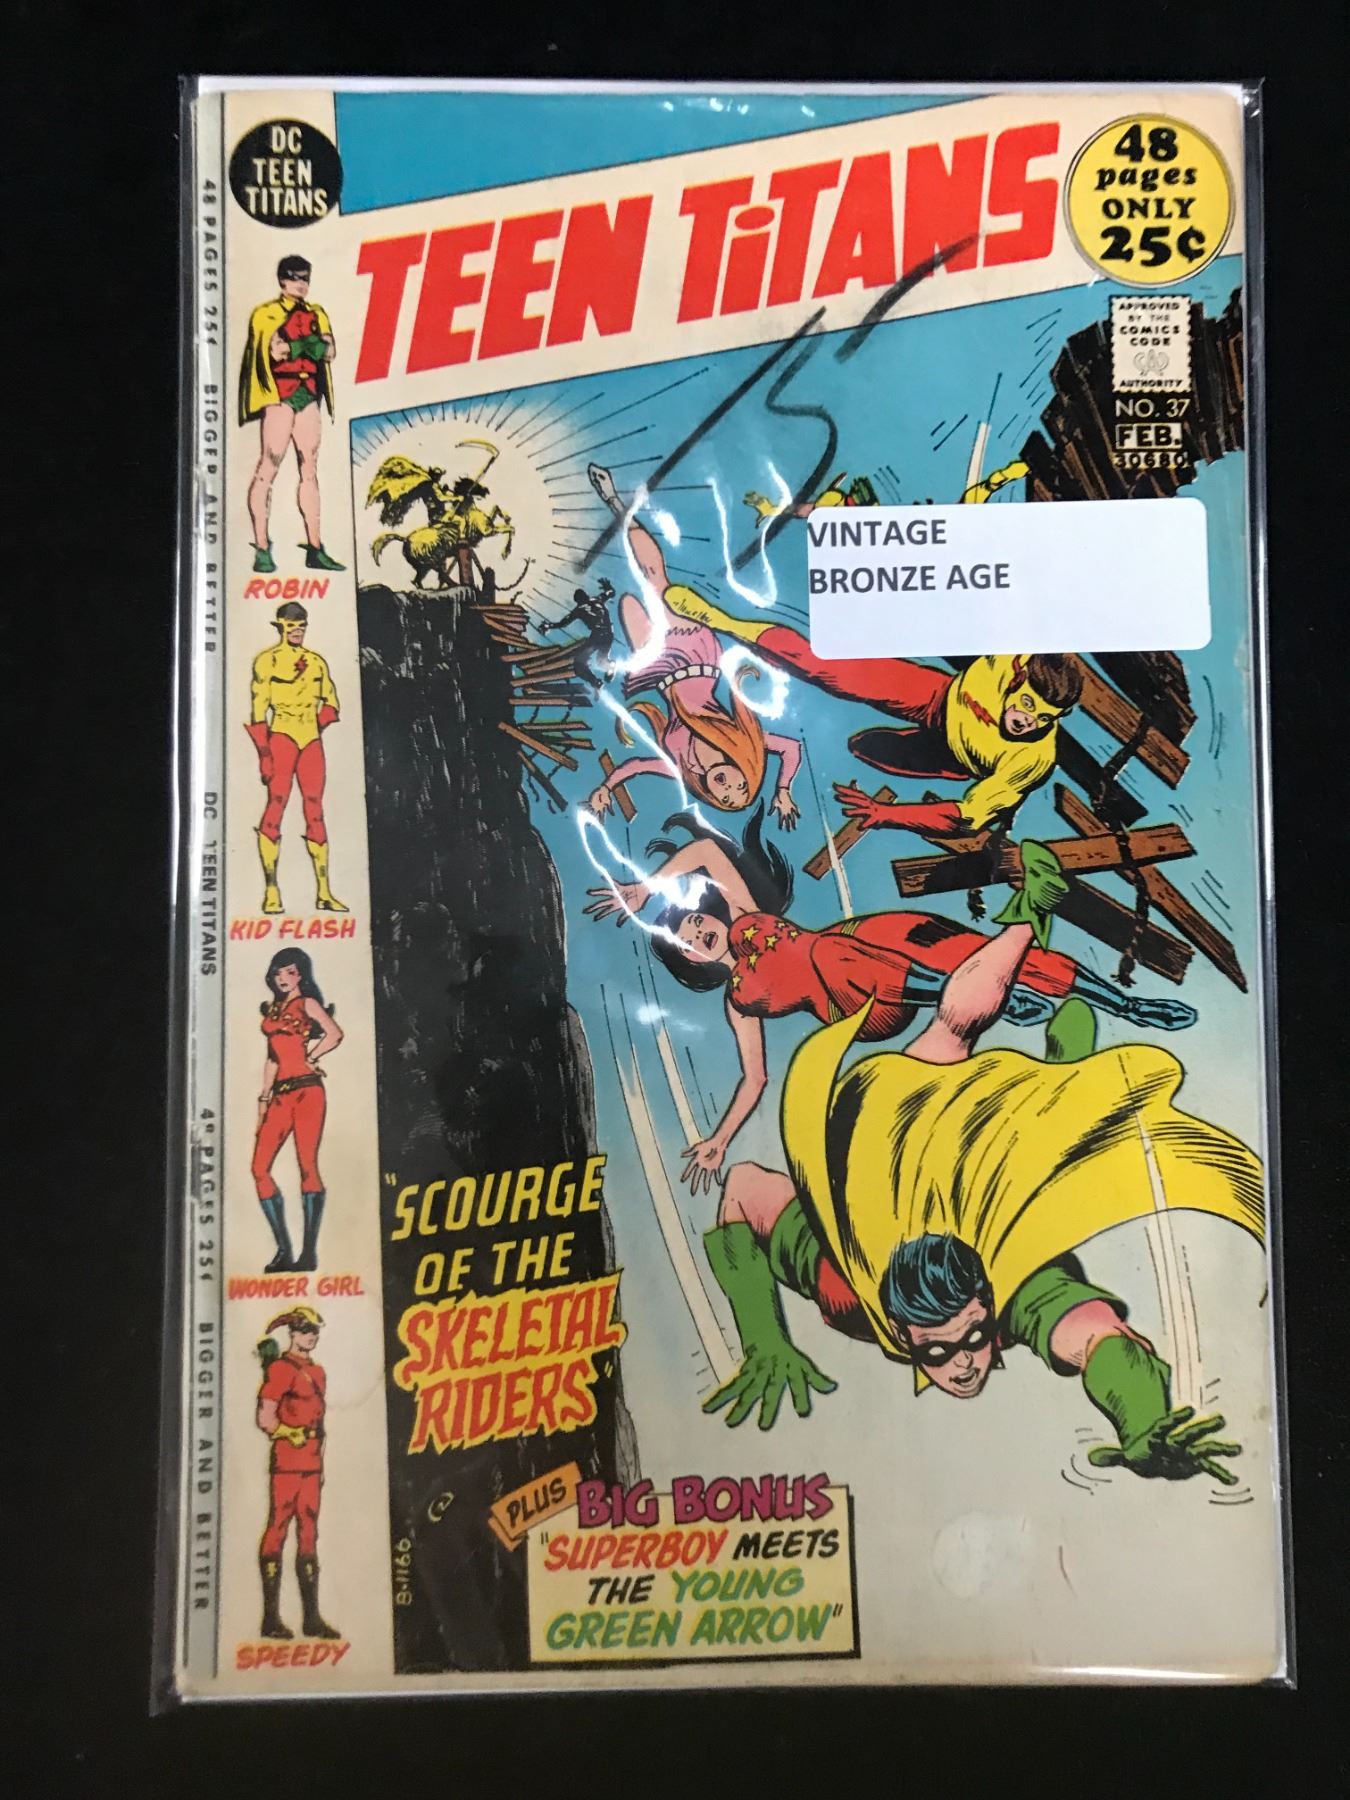 DC
TEEN
TITANS
TEEN TiTANS
48
pages
ONLY
25¢
APPROVED
BY THE
COMICS
CODE
AUTHORITY
NO. 37
FEB.
30680
VINTAGE
BRONZE AGE
48 PAGES 25¢ BIGGER AND BETTER DC TEEN TITANS 48 PAGES 25¢ BIGGER AND BETTER
ROBIN
KID FLASH
WONDER GIRL
SPEEDY
"SCOURGE
OF THE
SKELETAL
RIDERS"
B-1166
PLUS
BIG BONUS
"SUPERBOY MEETS
THE YOUNG
GREEN ARROW"